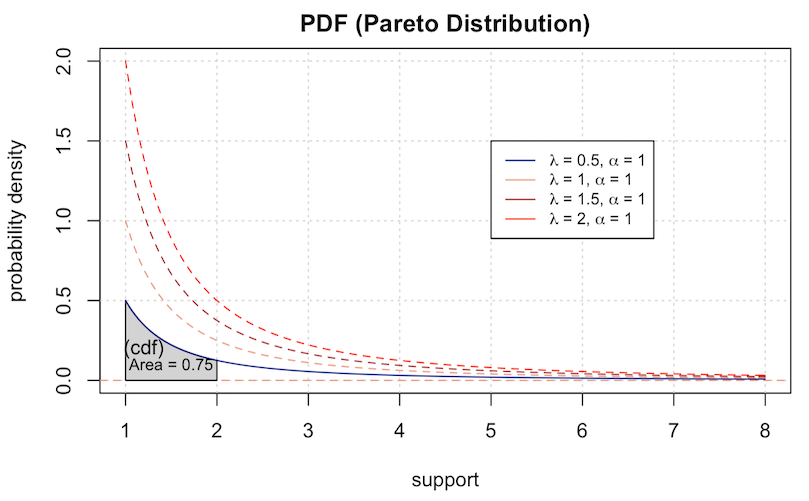 PDF (Pareto Distribution)
probability density
2.0
1.5
1.0
0.5
0.0
λ = 0.5, α = 1
λ = 1, α = 1
λ = 1.5, α = 1
λ = 2, α = 1
(cdf)
Area = 0.75
1 2 3 4 5 6 7 8
support